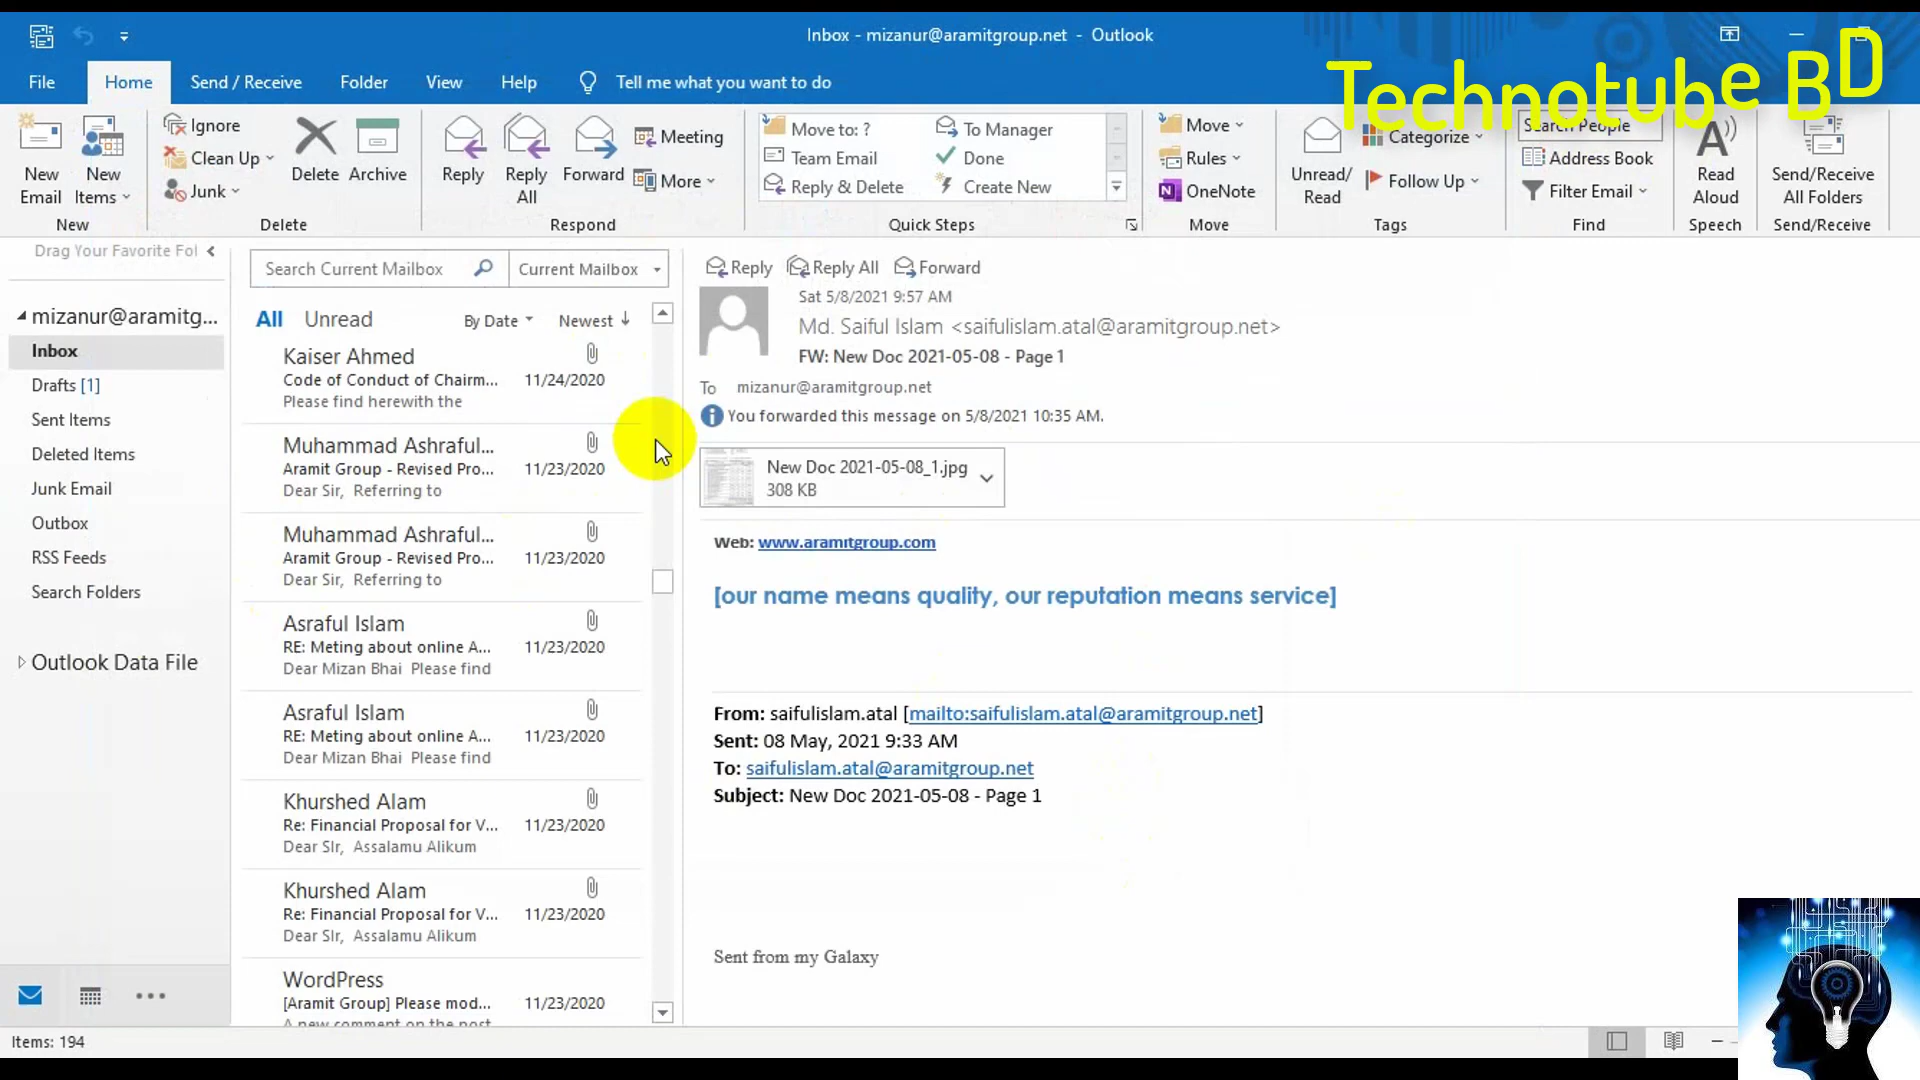 Inbox - mizanur@aramitgroup.net - Outlook
Technotube BD
File Home Send / Receive Folder View Help Tell me what you want to do
New Email
New Items
New
Ignore
Clean Up
Junk
Delete
Archive
Delete
Reply
Reply All
Forward
Meeting
More
Respond
Move to: ?
Team Email
Reply & Delete
To Manager
Done
Create New
Quick Steps
Move
Rules
OneNote
Move
Unread/ Read
Categorize
Follow Up
Tags
Search People
Address Book
Filter Email
Find
Read Aloud
Speech
Send/Receive All Folders
Send/Receive
Drag Your Favorite Fol
mizanur@aramitg...
Inbox
Drafts [1]
Sent Items
Deleted Items
Junk Email
Outbox
RSS Feeds
Search Folders
Outlook Data File
Search Current Mailbox Current Mailbox
All Unread By Date Newest
Kaiser Ahmed
Code of Conduct of Chairm... 11/24/2020
Please find herewith the
Muhammad Ashraful...
Aramit Group - Revised Pro... 11/23/2020
Dear Sir, Referring to
Muhammad Ashraful...
Aramit Group - Revised Pro... 11/23/2020
Dear Sir, Referring to
Asraful Islam
RE: Meting about online A... 11/23/2020
Dear Mizan Bhai Please find
Asraful Islam
RE: Meting about online A... 11/23/2020
Dear Mizan Bhai Please find
Khurshed Alam
Re: Financial Proposal for V... 11/23/2020
Dear SIr, Assalamu Alikum
Khurshed Alam
Re: Financial Proposal for V... 11/23/2020
Dear SIr, Assalamu Alikum
WordPress
[Aramit Group] Please mod... 11/23/2020
A new comment on the post
Reply Reply All Forward
Sat 5/8/2021 9:57 AM
Md. Saiful Islam <saifulislam.atal@aramitgroup.net>
FW: New Doc 2021-05-08 - Page 1
To mizanur@aramitgroup.net
You forwarded this message on 5/8/2021 10:35 AM.
New Doc 2021-05-08_1.jpg
308 KB
Web: www.aramitgroup.com
[our name means quality, our reputation means service]
From: saifulislam.atal [mailto:saifulislam.atal@aramitgroup.net]
Sent: 08 May, 2021 9:33 AM
To: saifulislam.atal@aramitgroup.net
Subject: New Doc 2021-05-08 - Page 1
Sent from my Galaxy
Items: 194